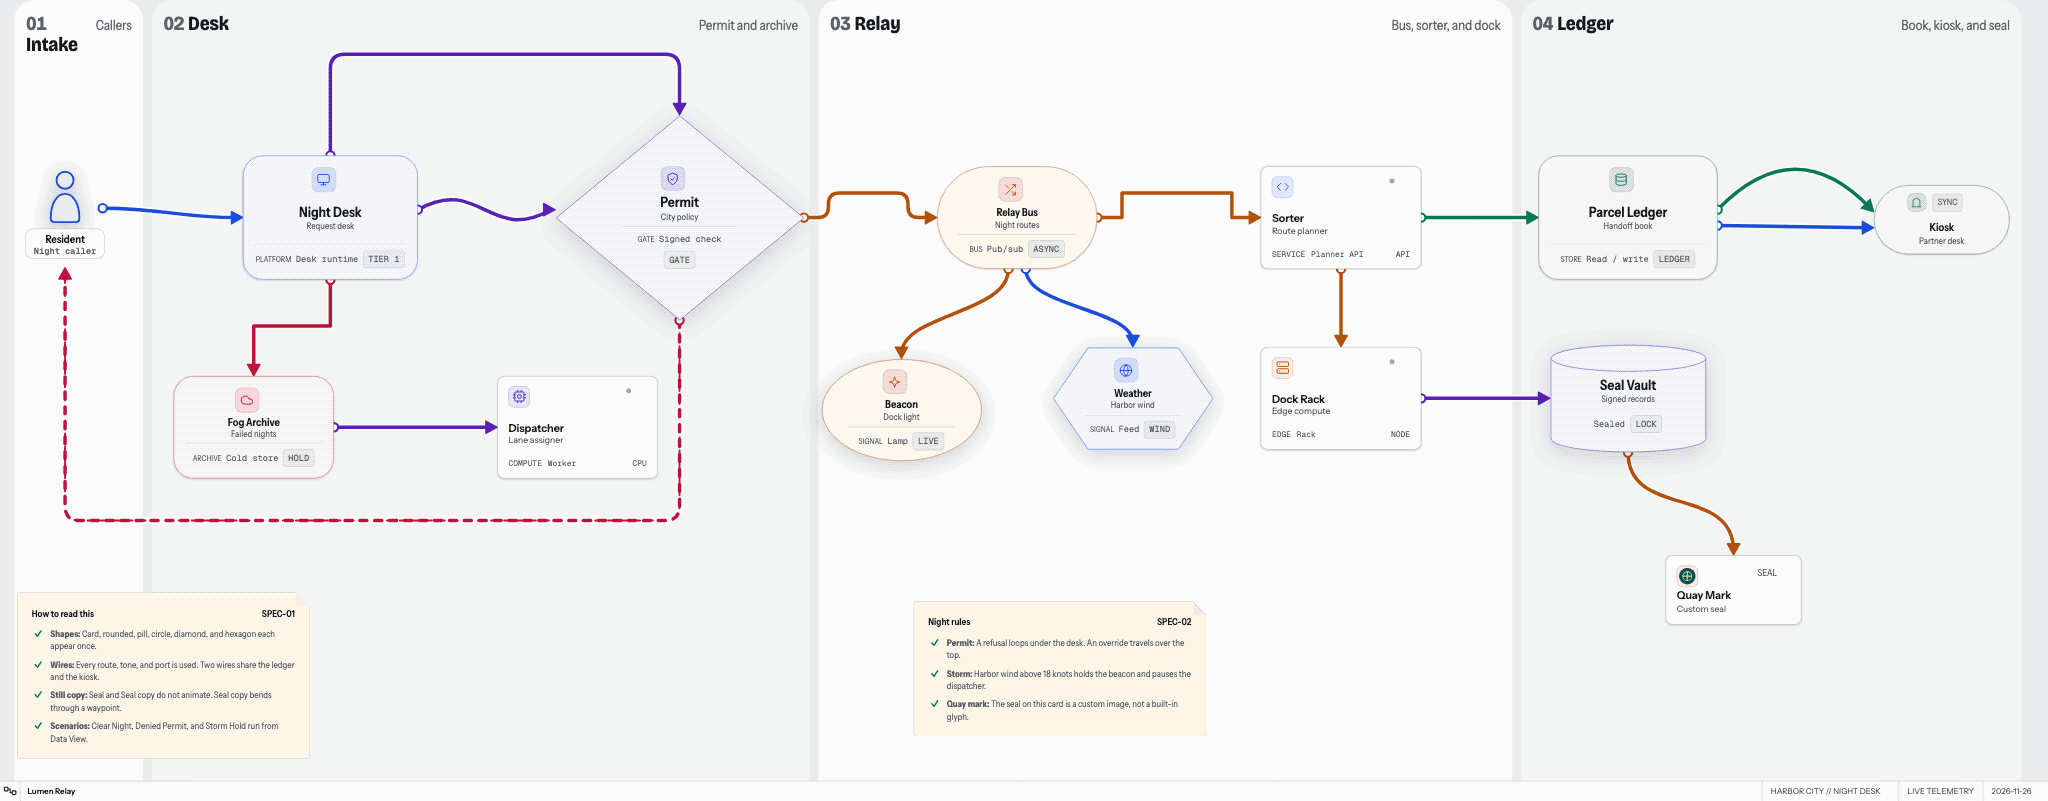 01 Intake
Callers
02 Desk
Permit and archive
03 Relay
Bus, sorter, and dock
04 Ledger
Book, kiosk, and seal
Resident
Night caller
Night Desk
Request desk
PLATFORM Desk runtime TIER 1
Permit
City policy
GATE Signed check
GATE
Fog Archive
Failed nights
ARCHIVE Cold store HOLD
Dispatcher
Lane assigner
COMPUTE Worker CPU
Relay Bus
Night routes
BUS Pub/sub ASYNC
Sorter
Route planner
SERVICE Planner API API
Beacon
Dock light
SIGNAL Lamp LIVE
Weather
Harbor wind
SIGNAL Feed WIND
Dock Rack
Edge compute
EDGE Rack NODE
Parcel Ledger
Handoff book
STORE Read / write LEDGER
SYNC
Kiosk
Partner desk
Seal Vault
Signed records
Sealed LOCK
SEAL
Quay Mark
Custom seal
How to read this SPEC-01
Shapes: Card, rounded, pill, circle, diamond, and hexagon each
appear once.
Wires: Every route, tone, and port is used. Two wires share the ledger
and the kiosk.
Still copy: Seal and Seal copy do not animate. Seal copy bends
through a waypoint.
Scenarios: Clear Night, Denied Permit, and Storm Hold run from
Data View.
Night rules SPEC-02
Permit: A refusal loops under the desk. An override travels over the
top.
Storm: Harbor wind above 18 knots holds the beacon and pauses the
dispatcher.
Quay mark: The seal on this card is a custom image, not a built-in
glyph.
Lumen Relay
HARBOR CITY // NIGHT DESK
LIVE TELEMETRY
2026-11-26